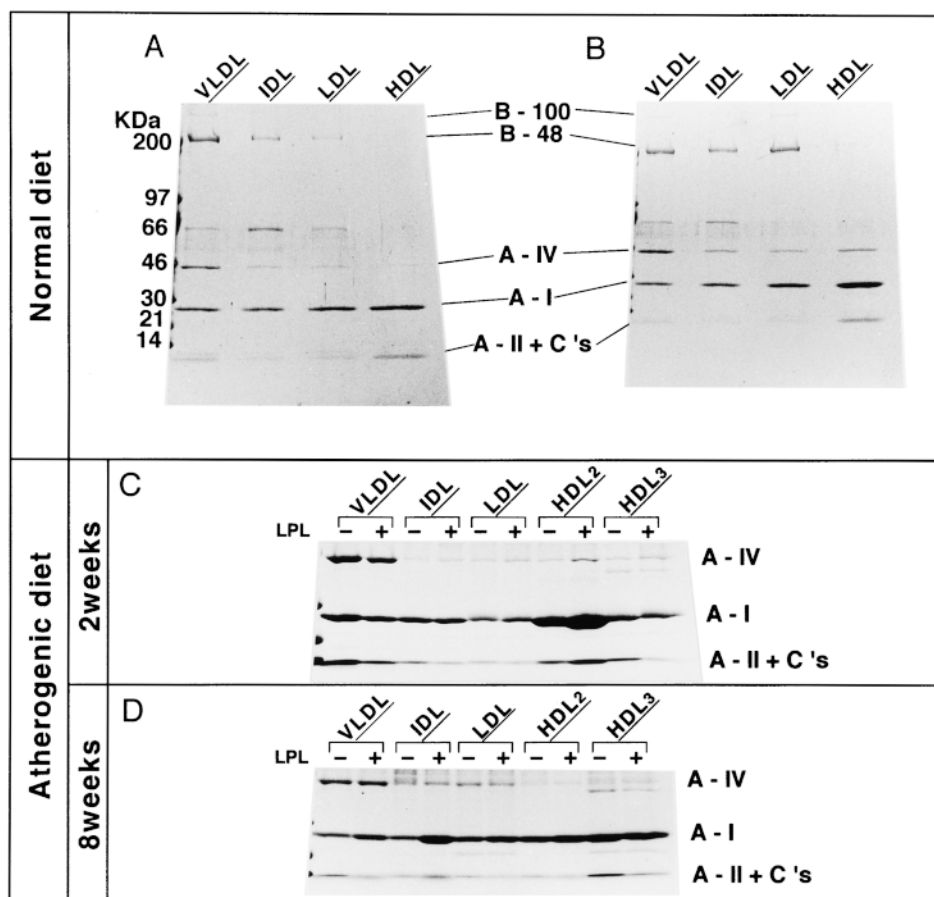 Normal diet
A
VLDL IDL LDL HDL
KDa
200
97
66
46
30
21
14
B - 100
B - 48
A - IV
A - I
A - II + C 's
B
VLDL IDL LDL HDL
Atherogenic diet
2weeks
C
VLDL IDL LDL HDL2 HDL3
LPL - + - + - + - + - +
A - IV
A - I
A - II + C 's
8weeks
D
VLDL IDL LDL HDL2 HDL3
LPL - + - + - + - + - +
A - IV
A - I
A - II + C 's